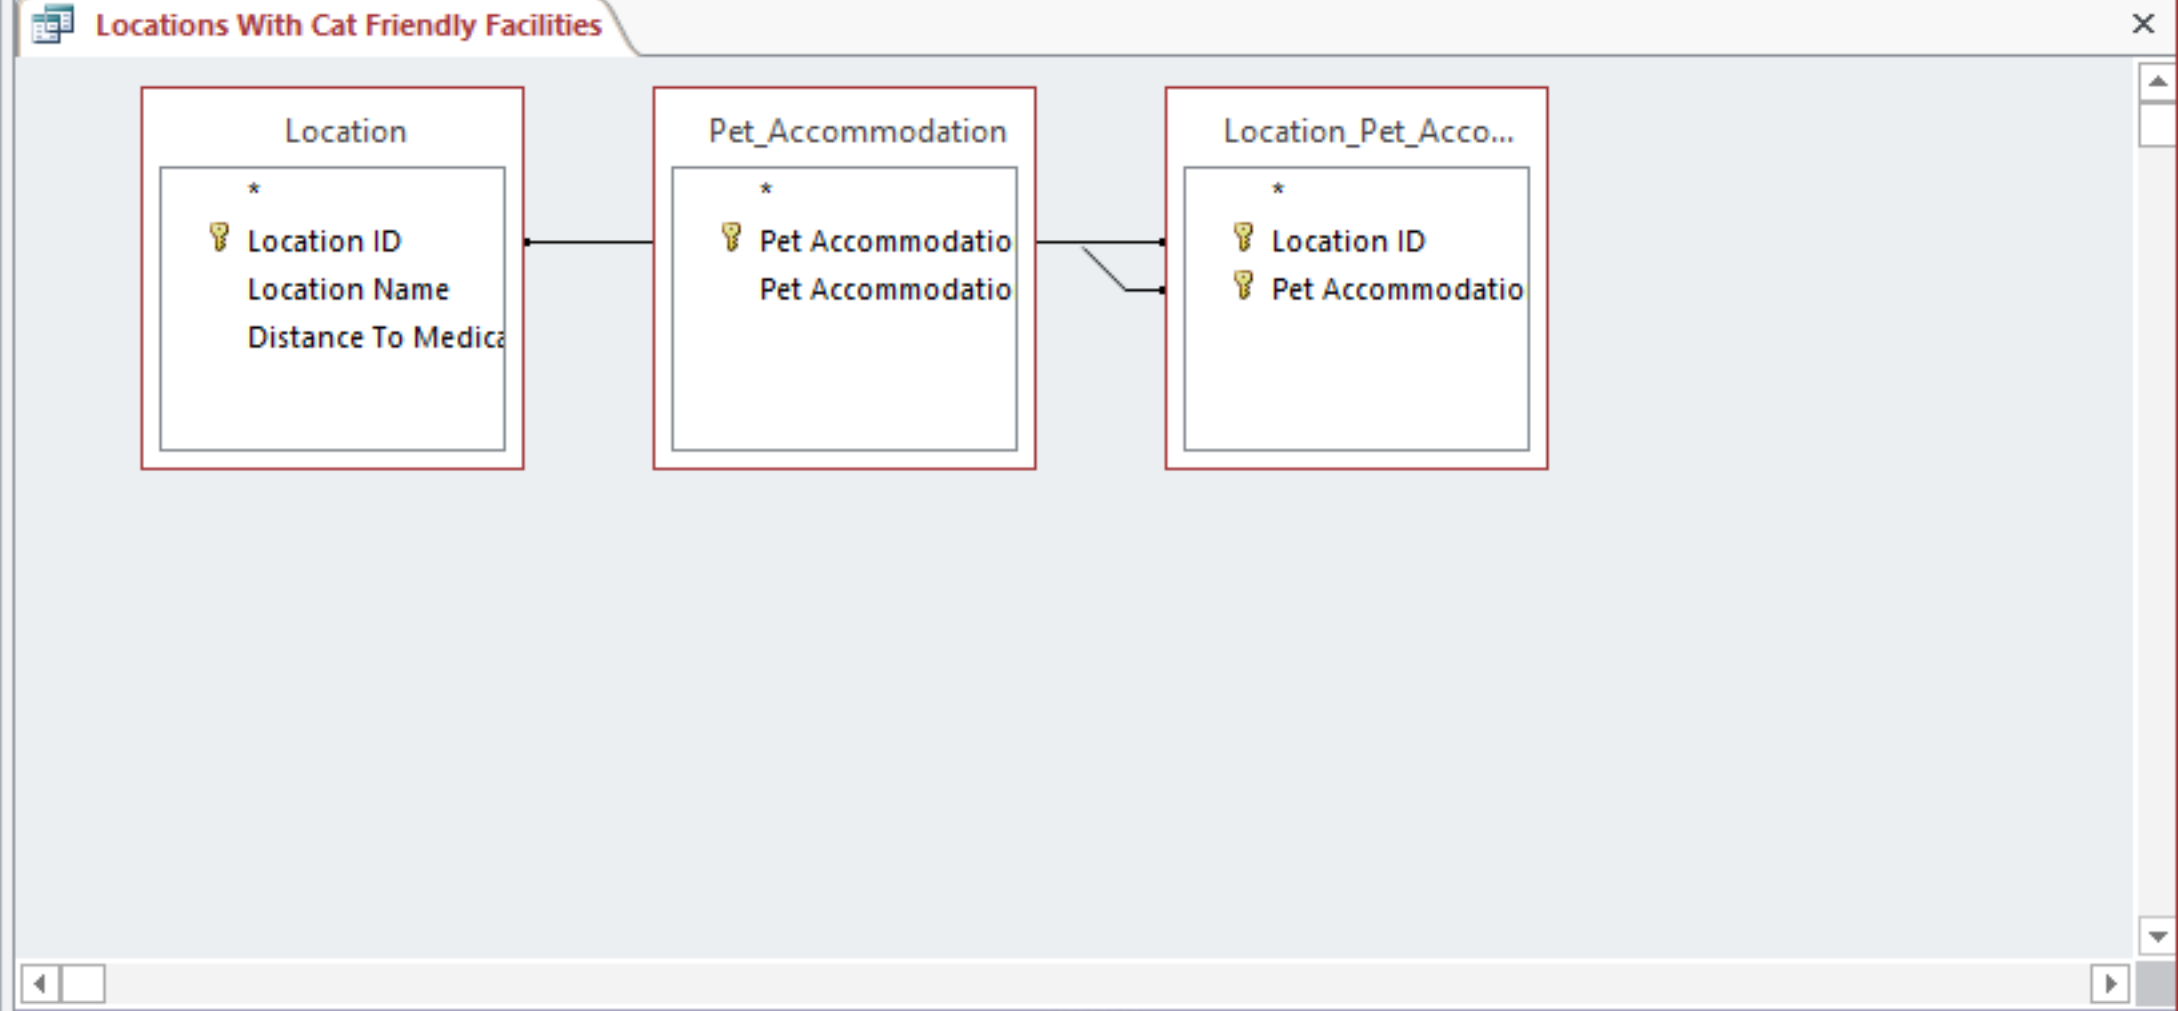 Locations With Cat Friendly Facilities
Location
*
Location ID
Location Name
Distance To Medica
Pet_Accommodation
*
Pet Accommodatio
Pet Accommodatio
Location_Pet_Acco...
*
Location ID
Pet Accommodatio